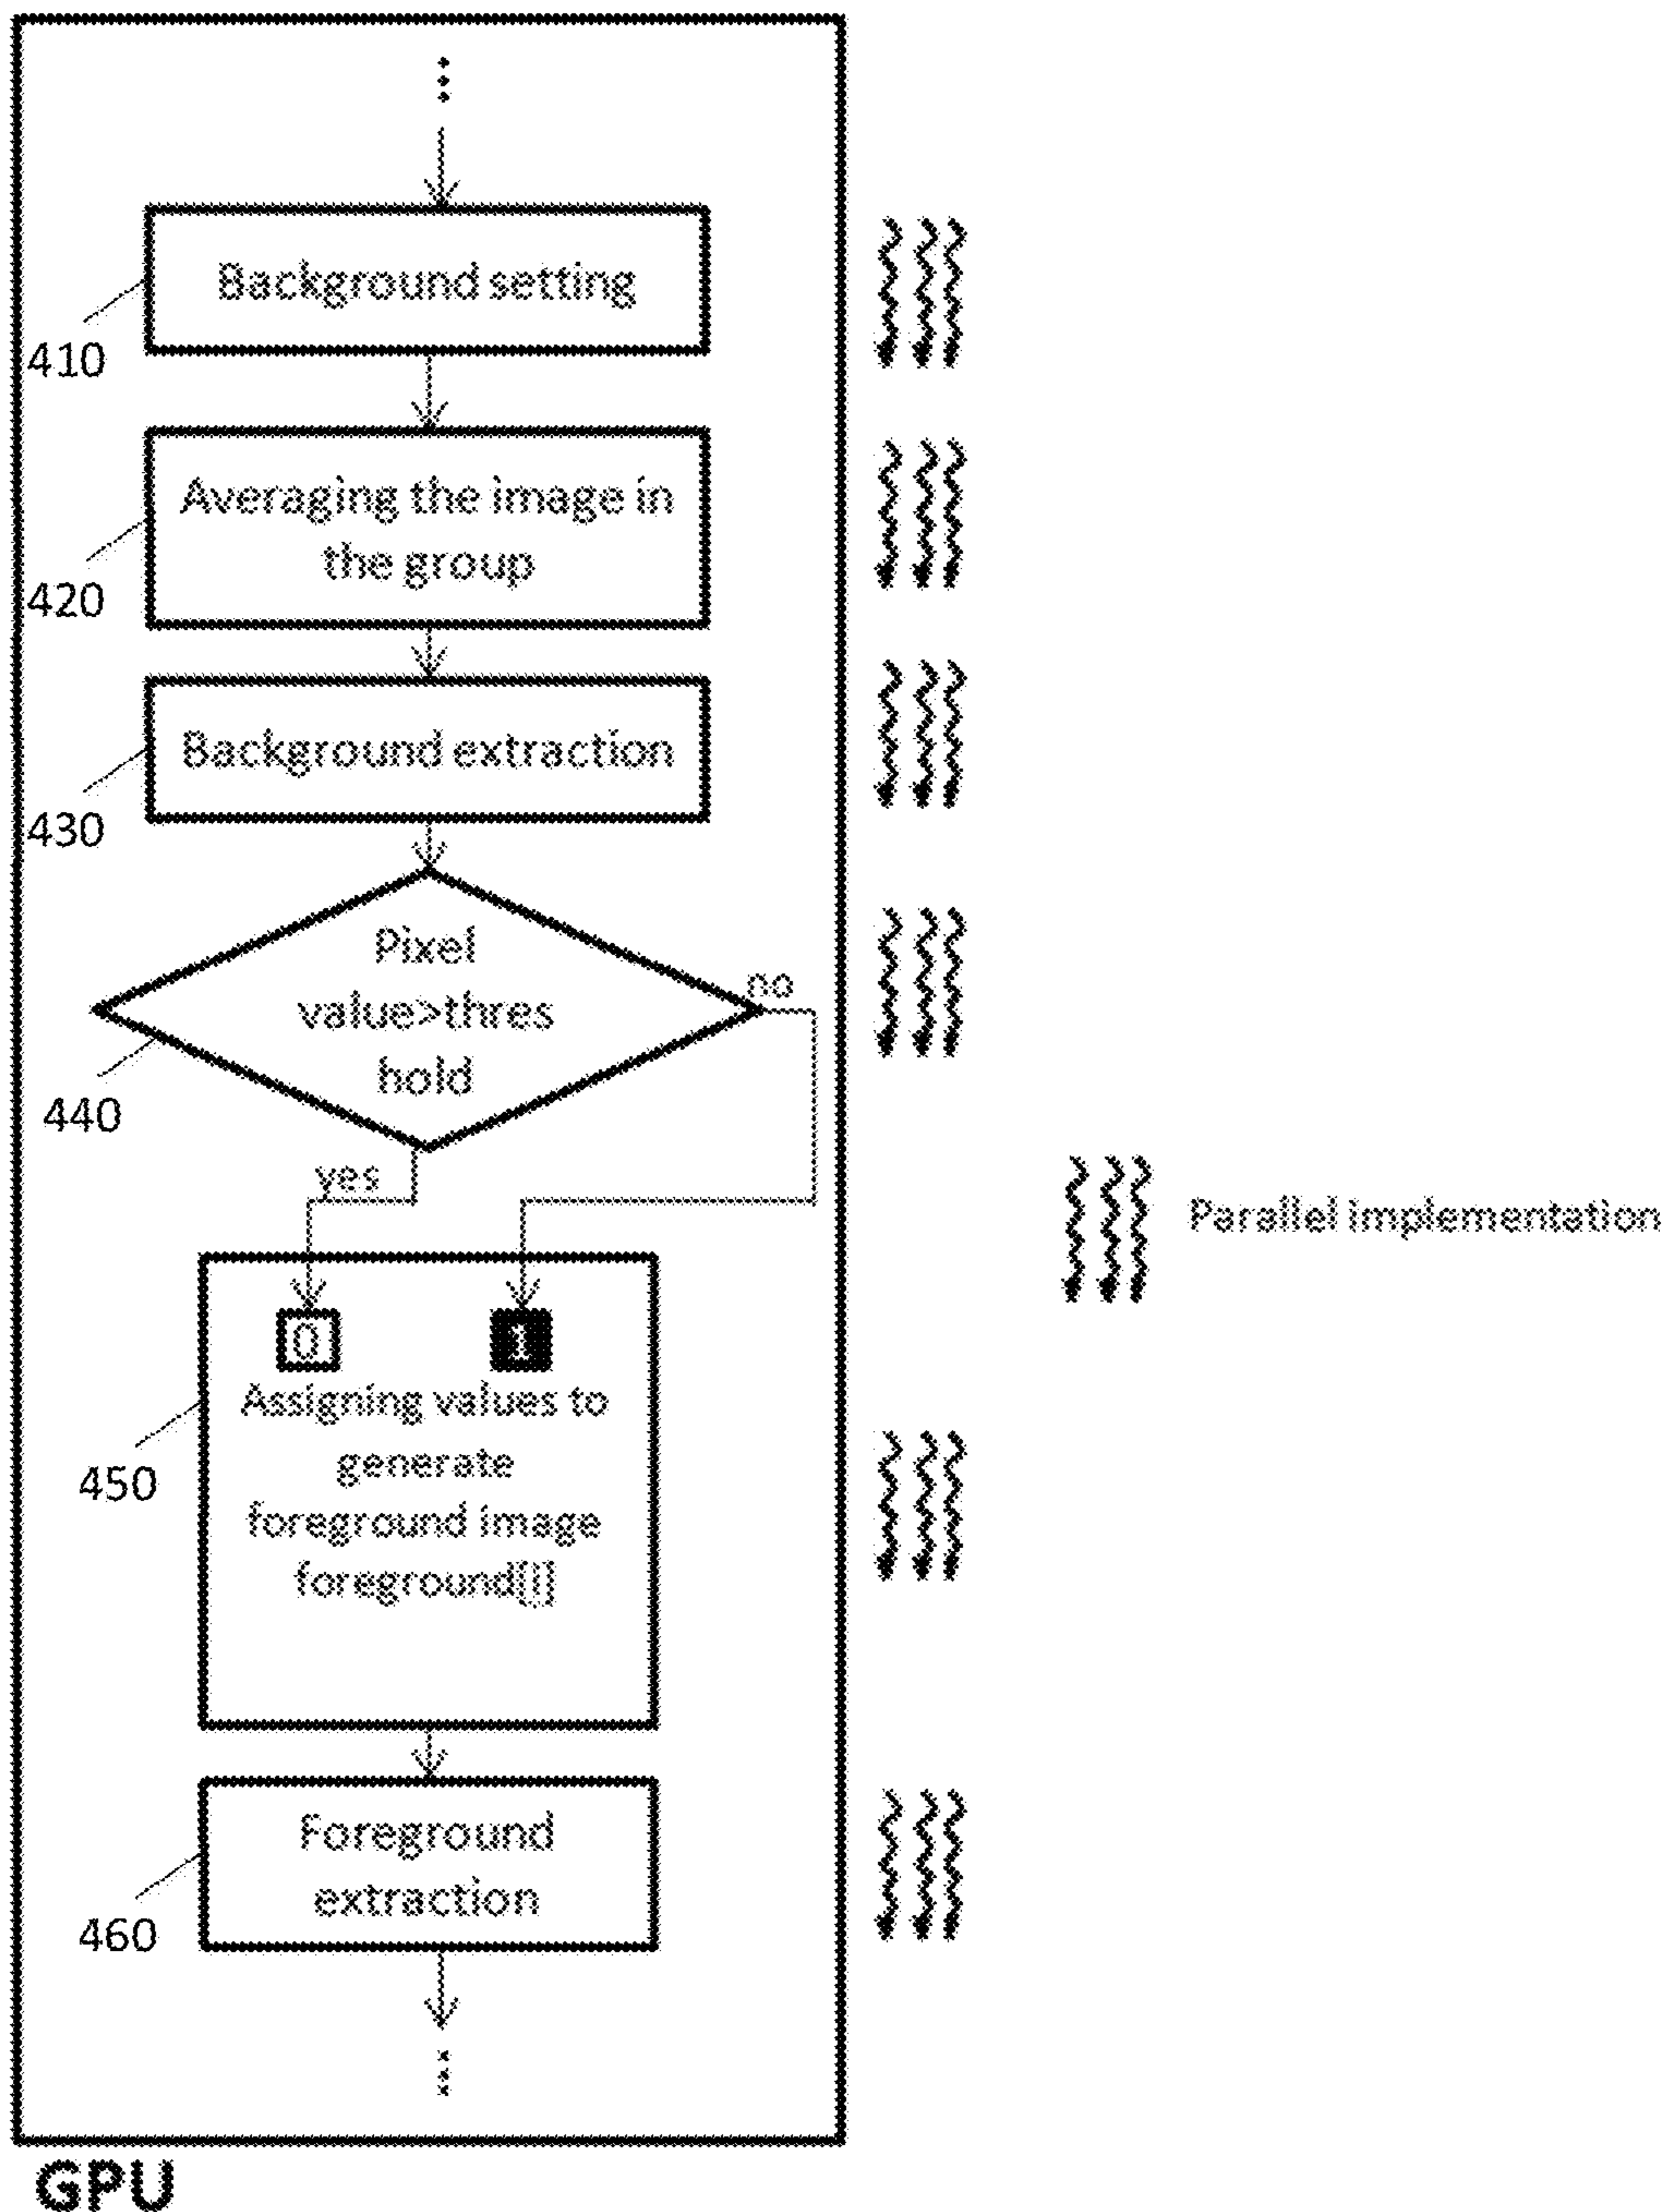 Background setting
410
Averaging the image in
the group
420
Background extraction
430
Pixel
value>thres
hold
no
440
yes
Parallel implementation
0
1
Assigning values to
generate
foreground image
foreground[j]
450
Foreground
extraction
460
GPU